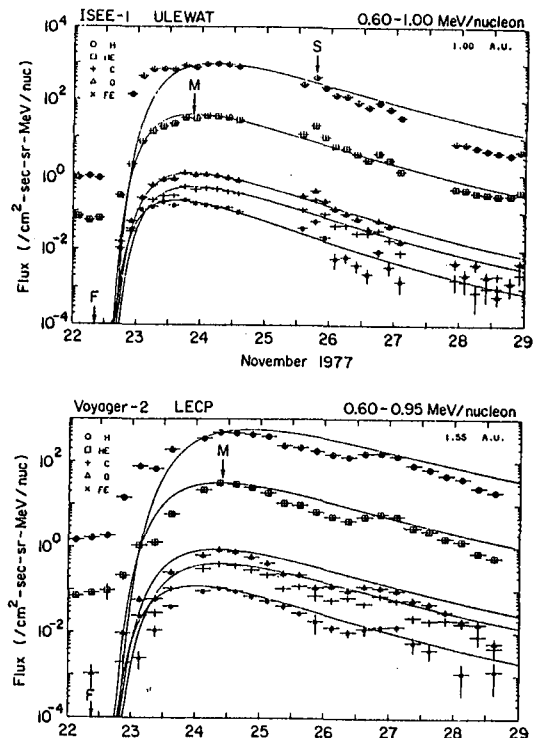 ISEE-1 ULEWAT 0.60-1.00 MeV/nucleon
1.00 A.U.
H
HE
C
O
FE
M
S
F
Flux (/cm²-sec-sr-MeV/nuc)
10⁴
10²
10⁰
10⁻²
10⁻⁴
22 23 24 25 26 27 28 29
November 1977
Voyager-2 LECP 0.60-0.95 MeV/nucleon
1.55 A.U.
H
HE
C
O
FE
M
F
Flux (/cm²-sec-sr-MeV/nuc)
10²
10⁰
10⁻²
10⁻⁴
22 23 24 25 26 27 28 29